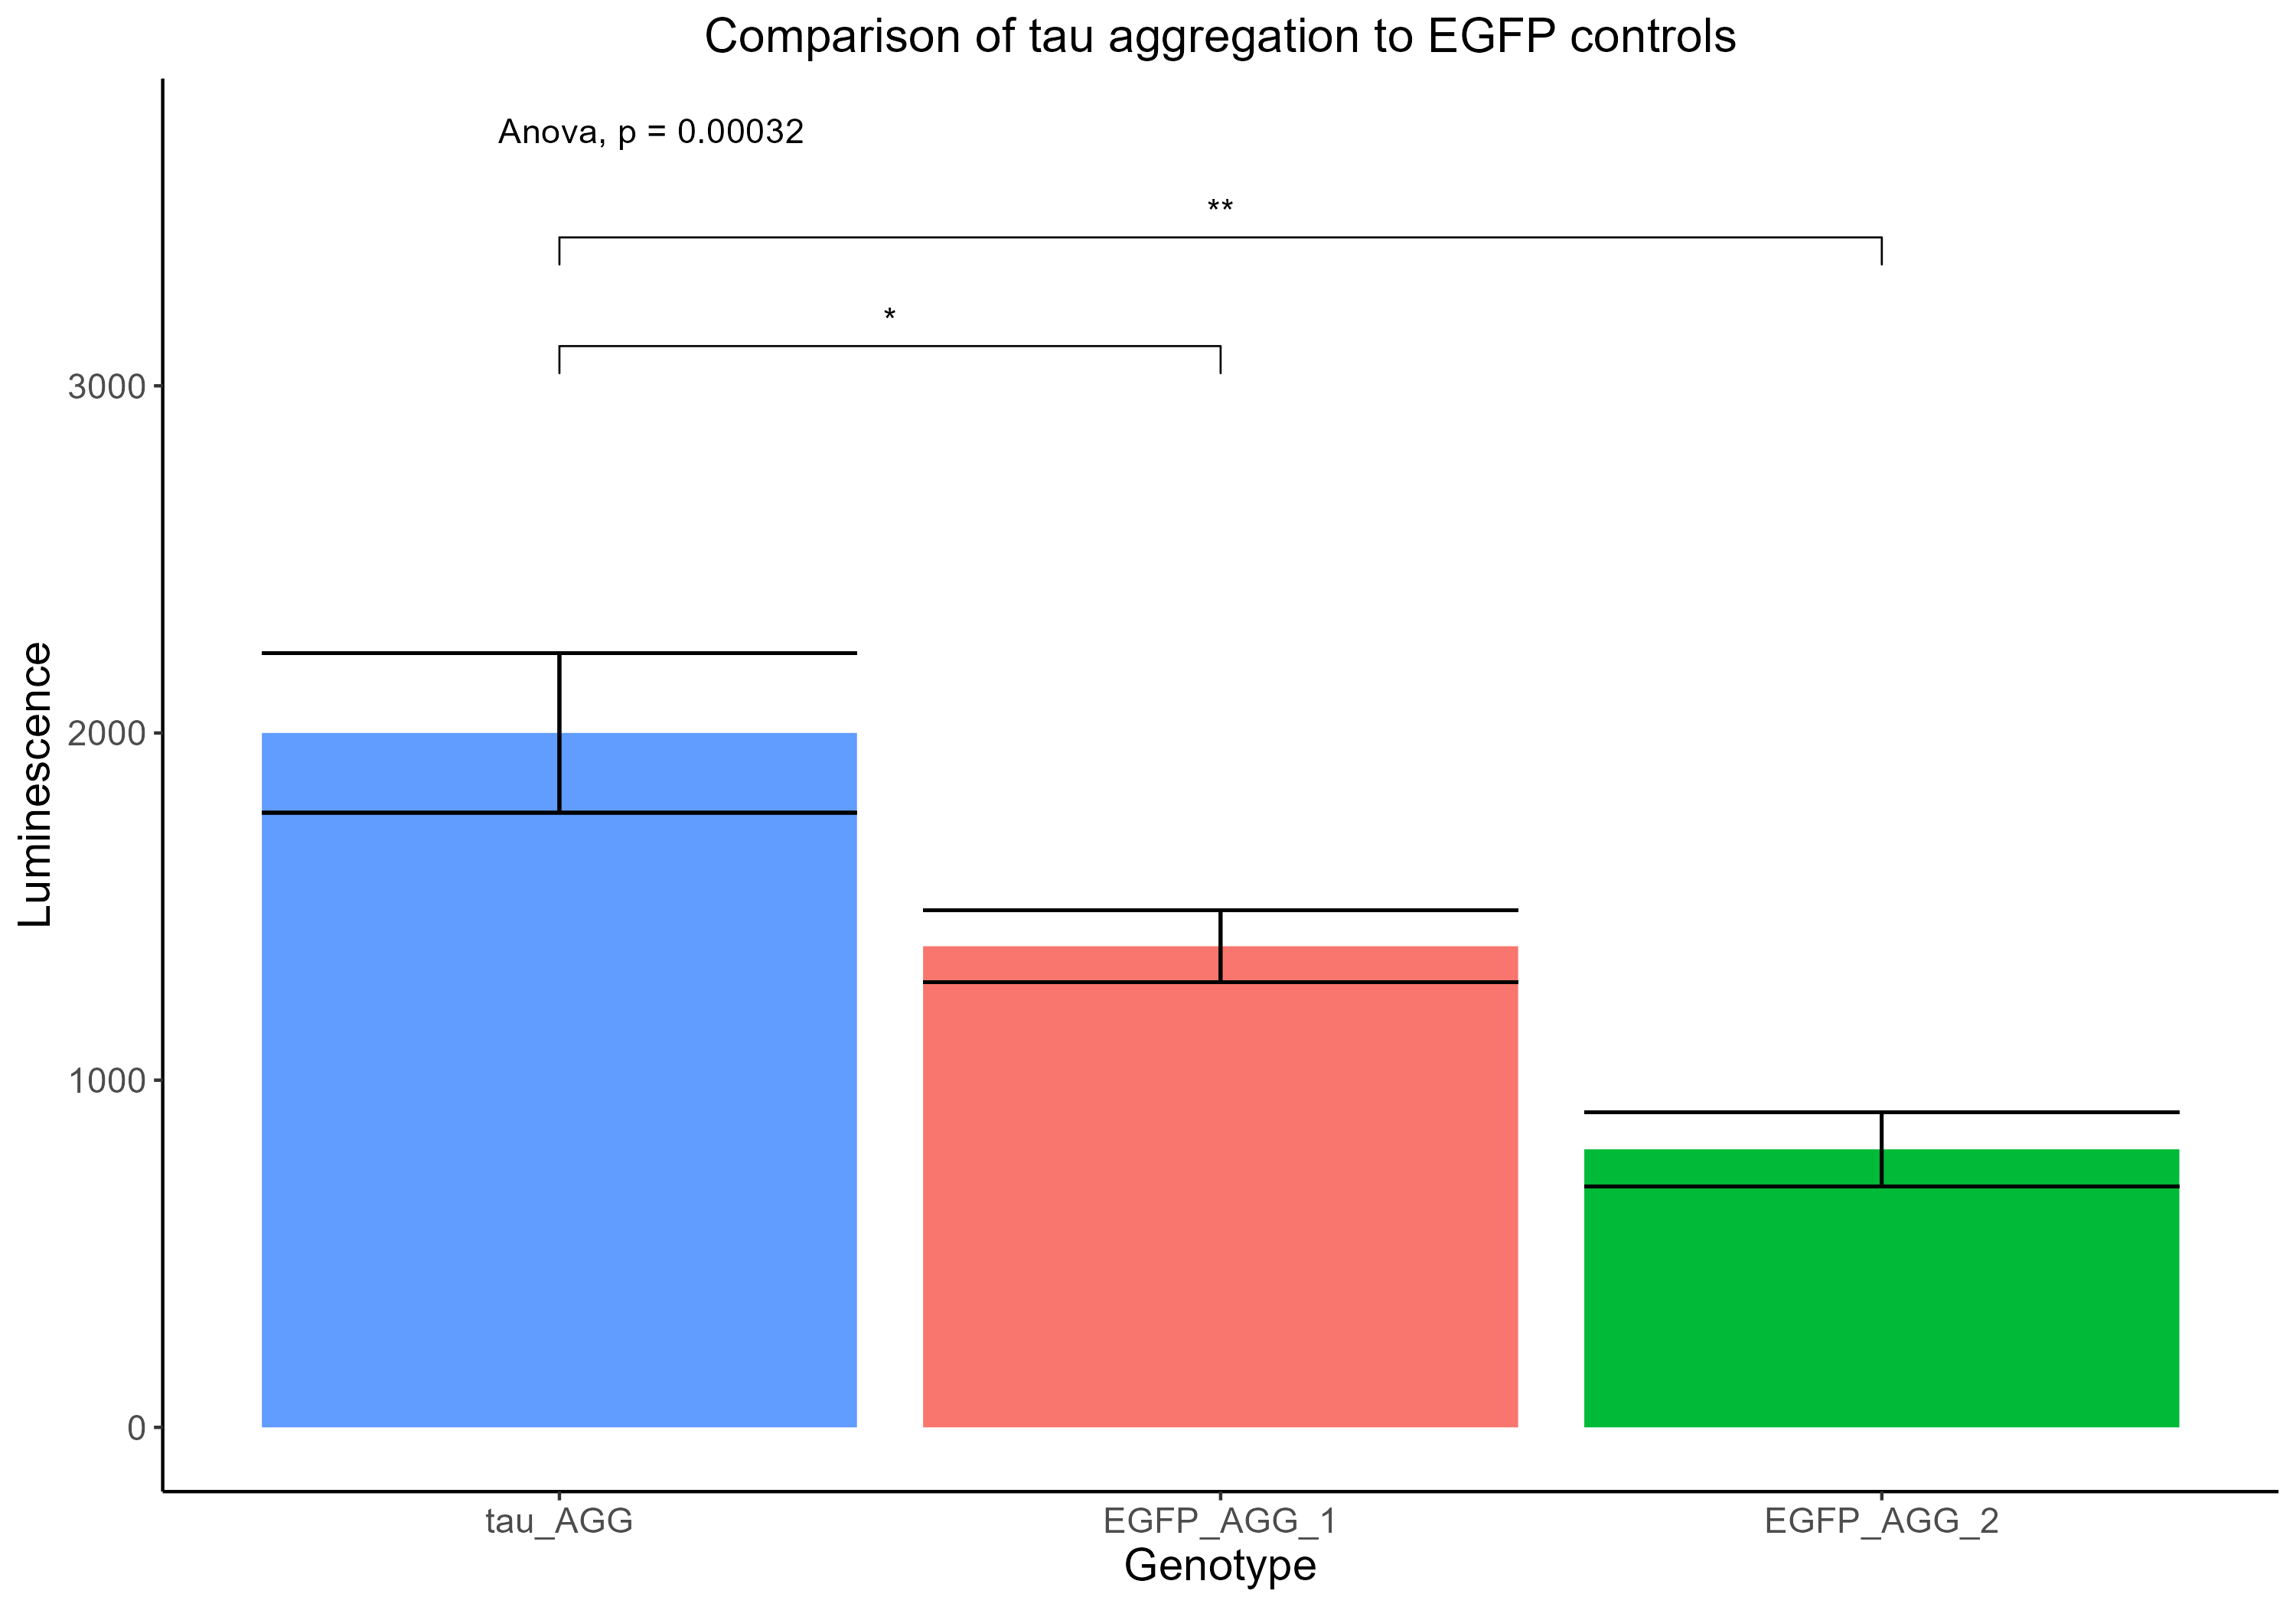 Comparison of tau aggregation to EGFP controls
Anova, p = 0.00032
**
*
3000
2000
1000
0
Luminescence
tau_AGG
EGFP_AGG_1
EGFP_AGG_2
Genotype